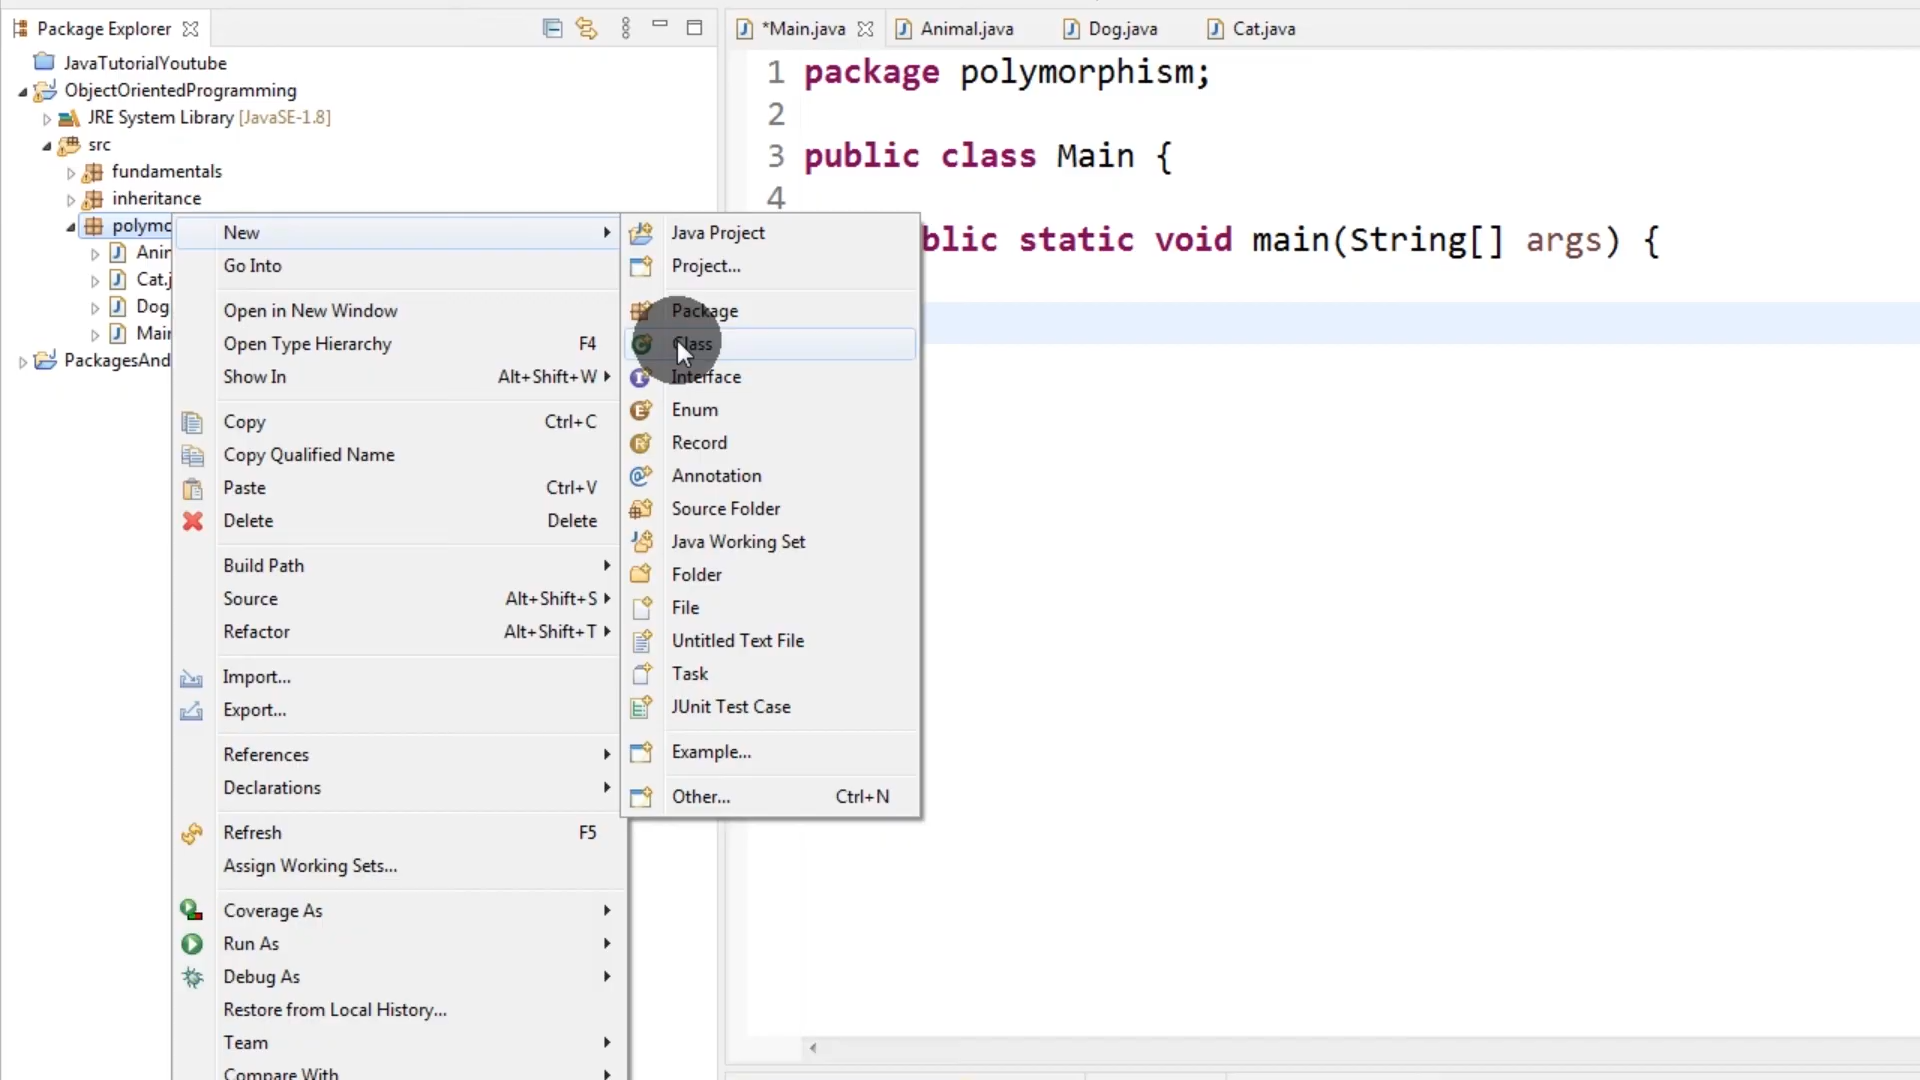 Package Explorer
JavaTutorialYoutube
ObjectOrientedProgramming
JRE System Library [JavaSE-1.8]
src
fundamentals
inheritance
polymo
Anim
Cat.j
Dog
Main
PackagesAnd
New
Go Into
Open in New Window
Open Type Hierarchy F4
Show In Alt+Shift+W
Copy Ctrl+C
Copy Qualified Name
Paste Ctrl+V
Delete Delete
Build Path
Source Alt+Shift+S
Refactor Alt+Shift+T
Import...
Export...
References
Declarations
Refresh F5
Assign Working Sets...
Coverage As
Run As
Debug As
Restore from Local History...
Team
Compare With
Java Project
Project...
Package
Class
Interface
Enum
Record
Annotation
Source Folder
Java Working Set
Folder
File
Untitled Text File
Task
JUnit Test Case
Example...
Other... Ctrl+N
*Main.java Animal.java Dog.java Cat.java
1 package polymorphism;
2
3 public class Main {
4
blic static void main(String[] args) {